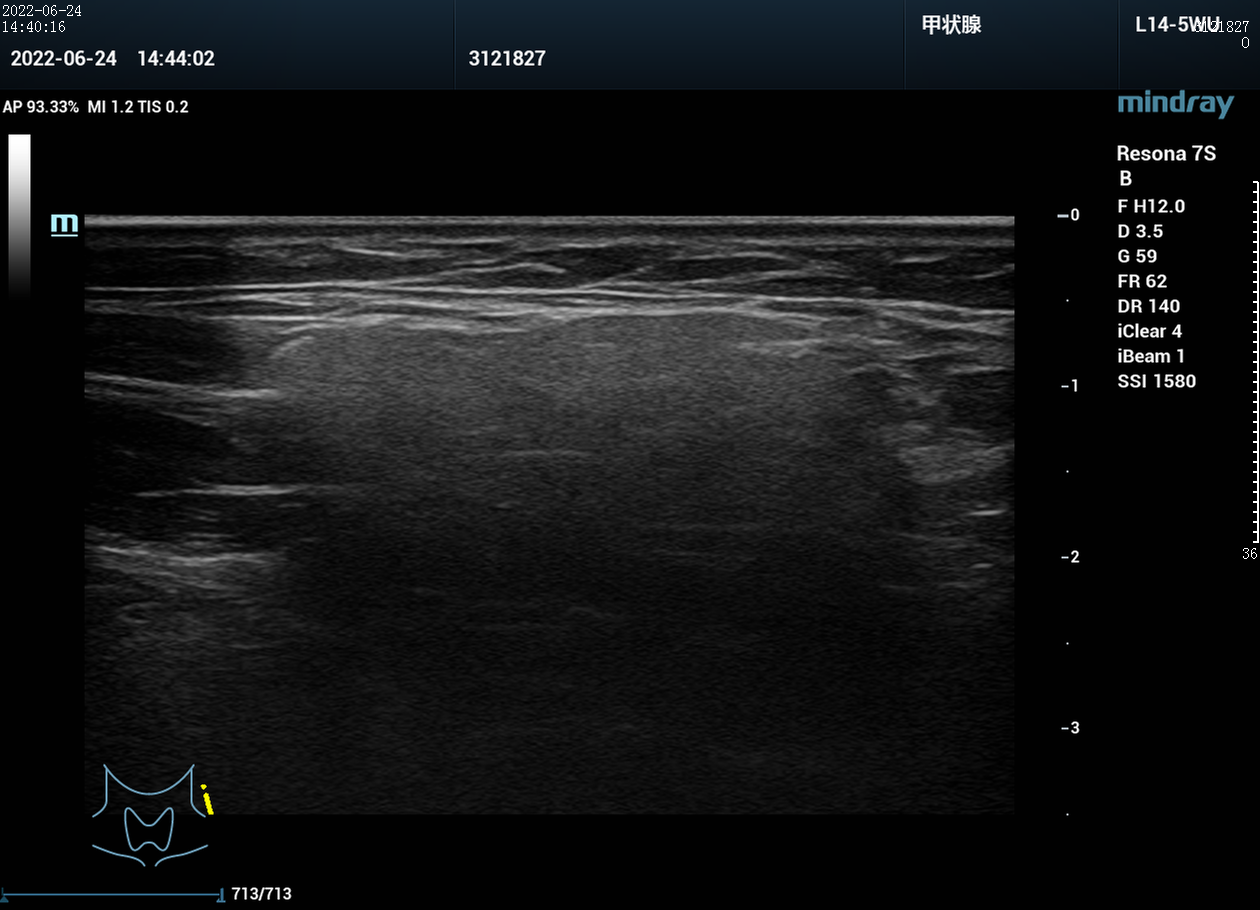 2022-06-24
14:40:16
甲状腺
L14-5WU
3121827
0
2022-06-24 14:44:02
3121827
AP 93.33% MI 1.2 TIS 0.2
mindray
m
Resona 7S
B
F H12.0
D 3.5
G 59
FR 62
DR 140
iClear 4
iBeam 1
SSI 1580
0
1
2
3
36
713/713